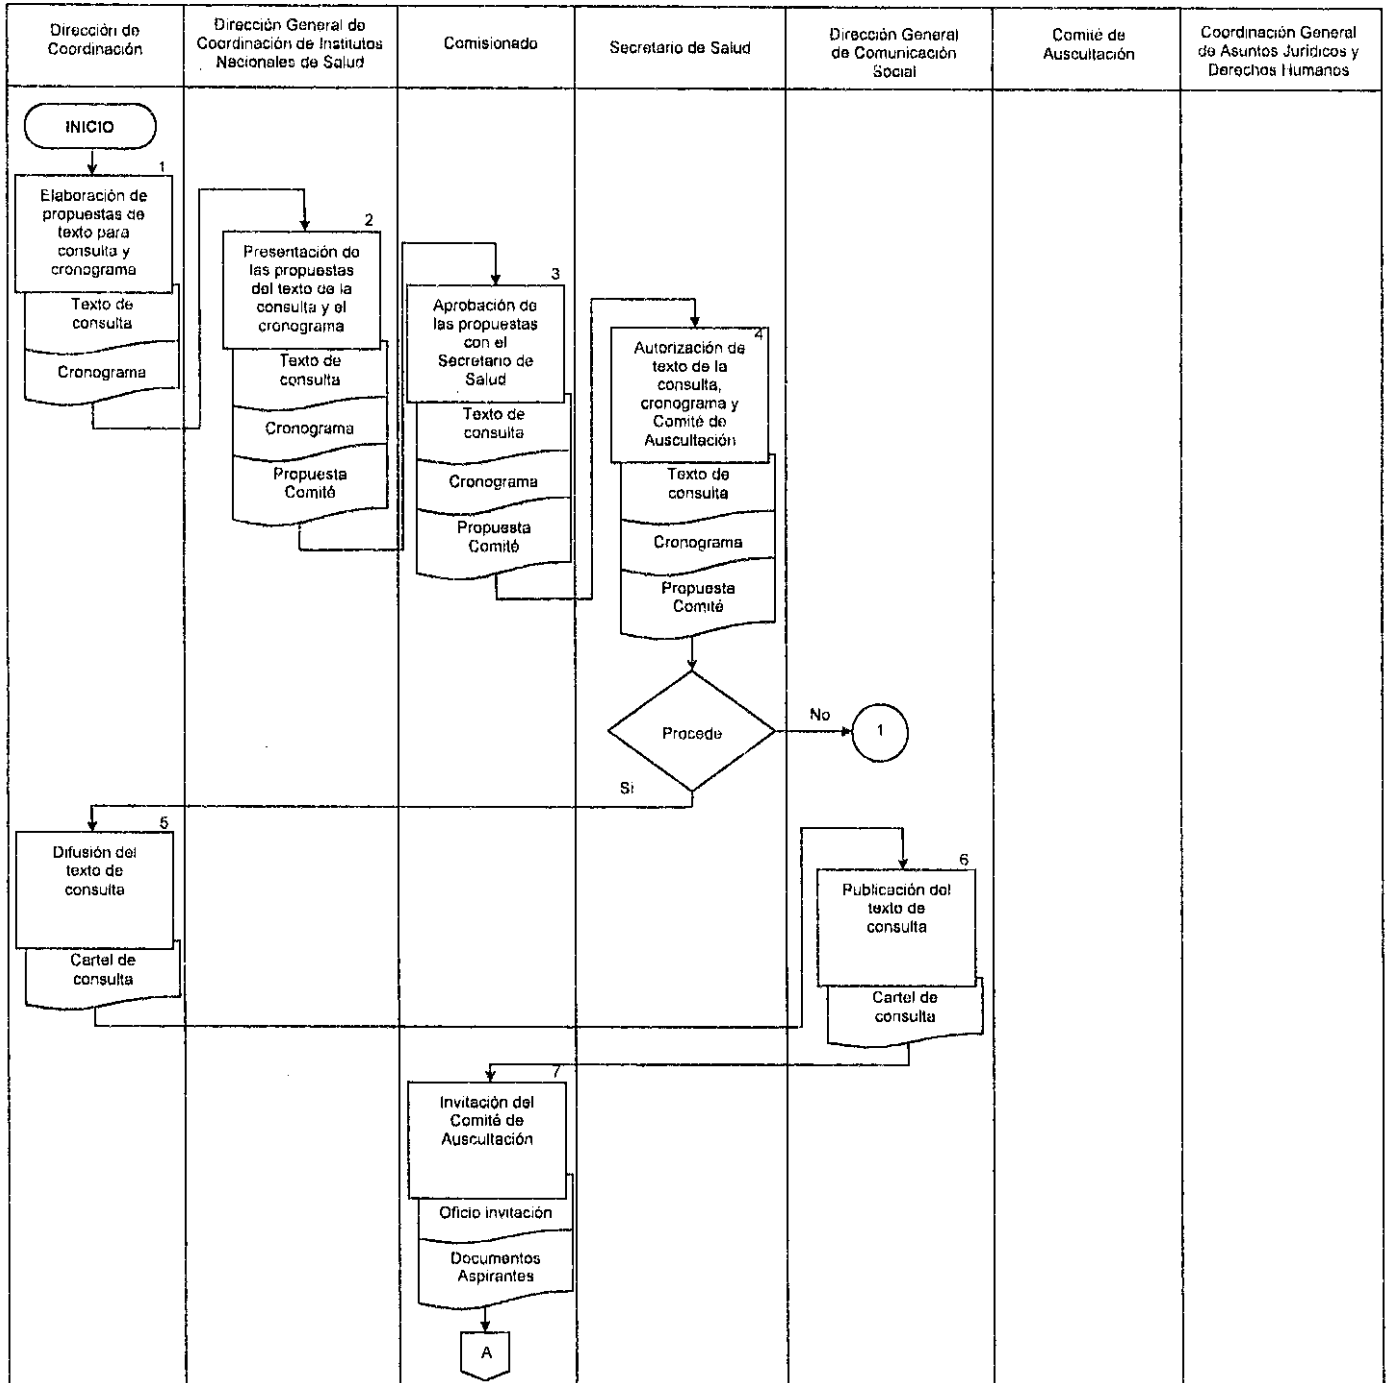 Dirección de
Coordinación
Dirección General de
Coordinación de Institutos
Nacionales de Salud
Comisionado
Secretario de Salud
Dirección General
de Comunicación
Social
Comité de
Auscultación
Coordinación General
de Asuntos Jurídicos y
Derechos Humanos
INICIO
1
Elaboración de
propuestas de
texto para
consulta y
cronograma
Texto de
consulta
Cronograma
2
Presentación de
las propuestas
del texto de la
consulta y el
cronograma
Texto de
consulta
Cronograma
Propuesta
Comité
3
Aprobación de
las propuestas
con el
Secretario de
Salud
Texto de
consulta
Cronograma
Propuesta
Comité
4
Autorización de
texto de la
consulta,
cronograma y
Comité de
Auscultación
Texto de
consulta
Cronograma
Propuesta
Comité
Procede
No
1
Si
5
Difusión del
texto de
consulta
Cartel de
consulta
6
Publicación del
texto de
consulta
Cartel de
consulta
7
Invitación del
Comité de
Auscultación
Oficio invitación
Documentos
Aspirantes
A